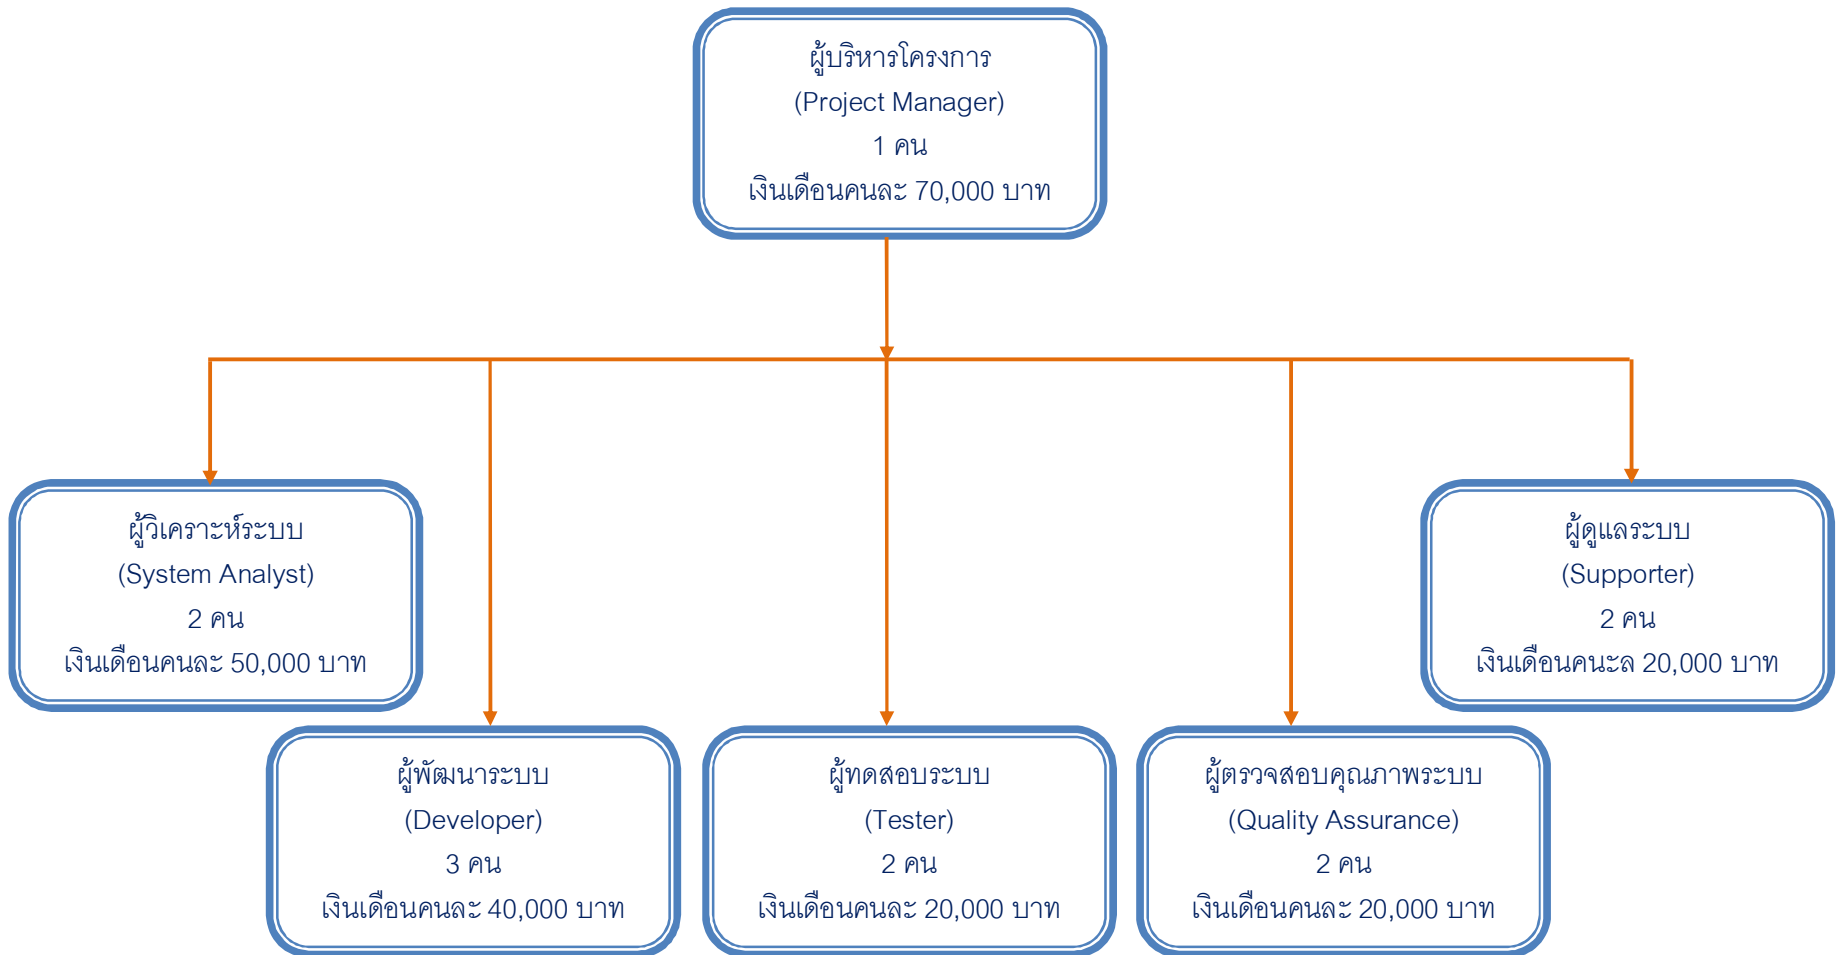 ผู้บริหารโครงการ
(Project Manager)
1 คน
เงินเดือนคนละ 70,000 บาท
ผู้วิเคราะห์ระบบ
(System Analyst)
2 คน
เงินเดือนคนละ 50,000 บาท
ผู้ดูแลระบบ
(Supporter)
2 คน
เงินเดือนคนะล 20,000 บาท
ผู้พัฒนาระบบ
(Developer)
3 คน
เงินเดือนคนละ 40,000 บาท
ผู้ทดสอบระบบ
(Tester)
2 คน
เงินเดือนคนละ 20,000 บาท
ผู้ตรวจสอบคุณภาพระบบ
(Quality Assurance)
2 คน
เงินเดือนคนละ 20,000 บาท